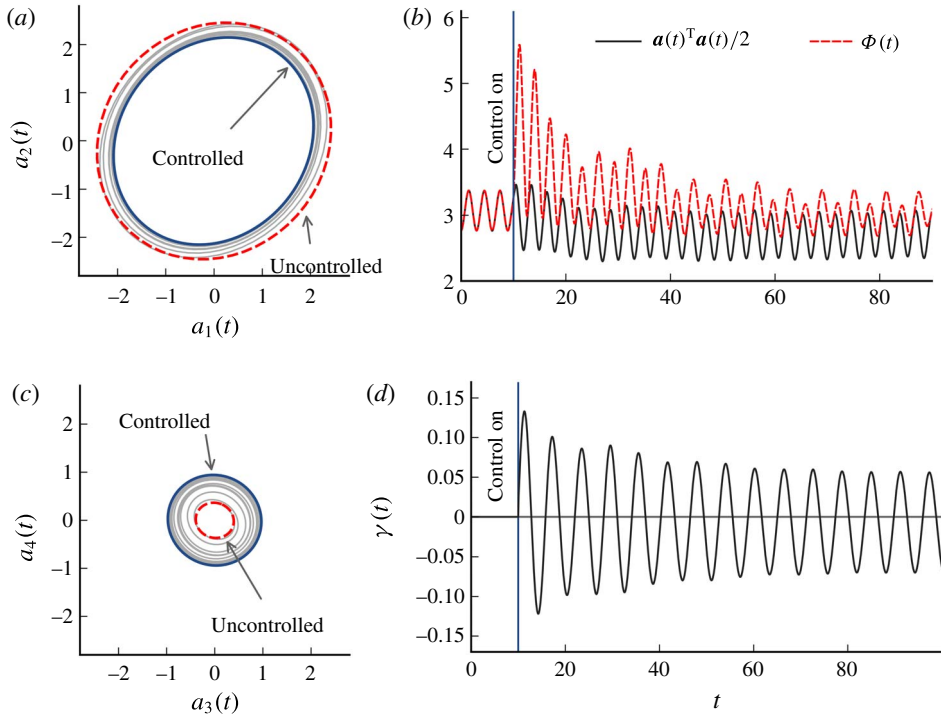 (a)
2
1
0
−1
−2
a₂(t)
Controlled
Uncontrolled
−2 −1 0 1 2
a₁(t)
(b)
6
5
4
3
2
Control on
a(t)ᵀa(t)/2
Φ(t)
0 20 40 60 80
(c)
2
1
0
−1
−2
a₄(t)
Controlled
Uncontrolled
−2 −1 0 1 2
a₃(t)
(d)
0.15
0.10
0.05
0
−0.05
−0.10
−0.15
γ(t)
Control on
0 20 40 60 80
t